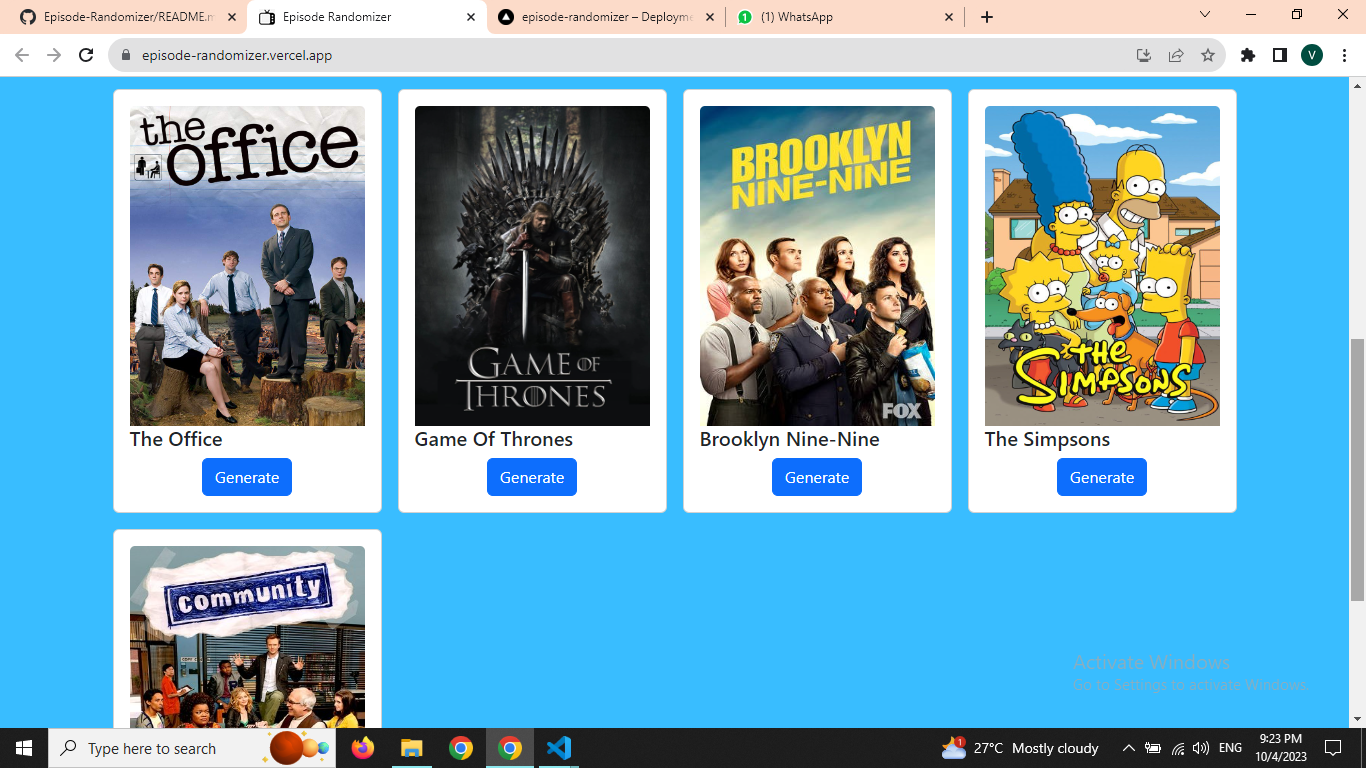 Episode-Randomizer/README.m
Episode Randomizer
episode-randomizer – Deployme
(1) WhatsApp
episode-randomizer.vercel.app
V
the office
GAME OF THRONES
BROOKLYN
NINE-NINE
FOX
THE SIMPSONS
The Office
Game Of Thrones
Brooklyn Nine-Nine
The Simpsons
Generate
Generate
Generate
Generate
community
Activate Windows
Go to Settings to activate Windows.
Type here to search
1
27°C Mostly cloudy
ENG
9:23 PM
10/4/2023